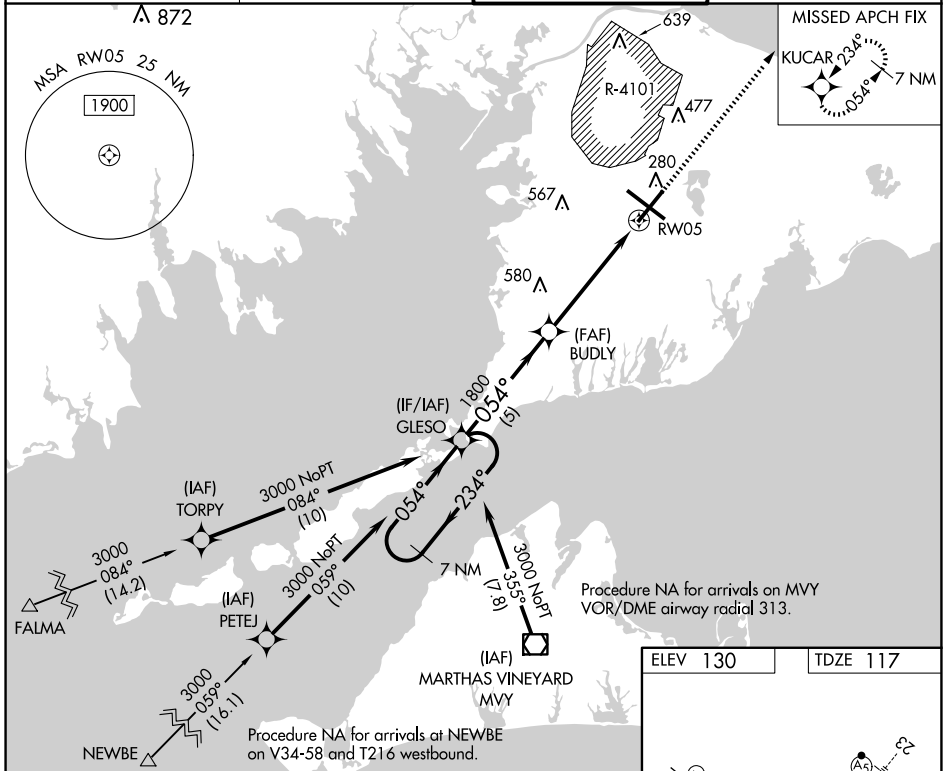 872
MSA RW05 25 NM
1900
639
R-4101
477
280
567
RW05
580
MISSED APCH FIX
KUCAR
234°
054°
7 NM
(FAF)
BUDLY
1800
054°
(5)
(IF/IAF)
GLESO
3000 NoPT
084°
(10)
(IAF)
TORPY
054°
234°
7 NM
3000
084°
(14.2)
FALMA
3000 NoPT
059°
(10)
(IAF)
PETEJ
3000 NoPT
355°
(7.8)
Procedure NA for arrivals on MVY
VOR/DME airway radial 313.
(IAF)
MARTHAS VINEYARD
MVY
3000
059°
(16.1)
NEWBE
Procedure NA for arrivals at NEWBE
on V34-58 and T216 westbound.
ELEV 130
TDZE 117
A5
23